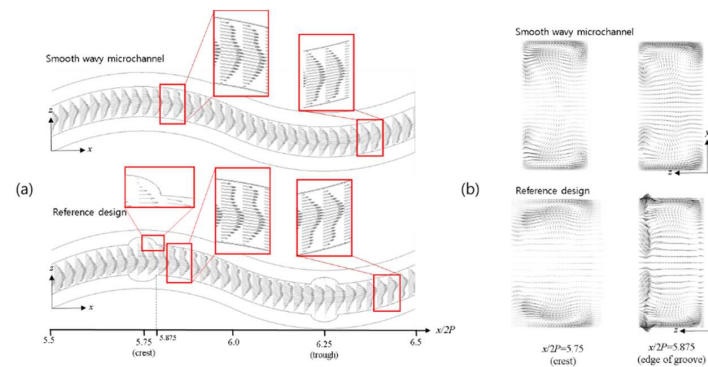 Smooth wavy microchannel
z
x
(a)
Reference design
z
x
5.5
5.75
(crest)
5.875
6.0
6.25
(trough)
6.5
x/2P
Smooth wavy microchannel
y
z
(b)
Reference design
z
x/2P=5.75
(crest)
x/2P=5.875
(edge of groove)